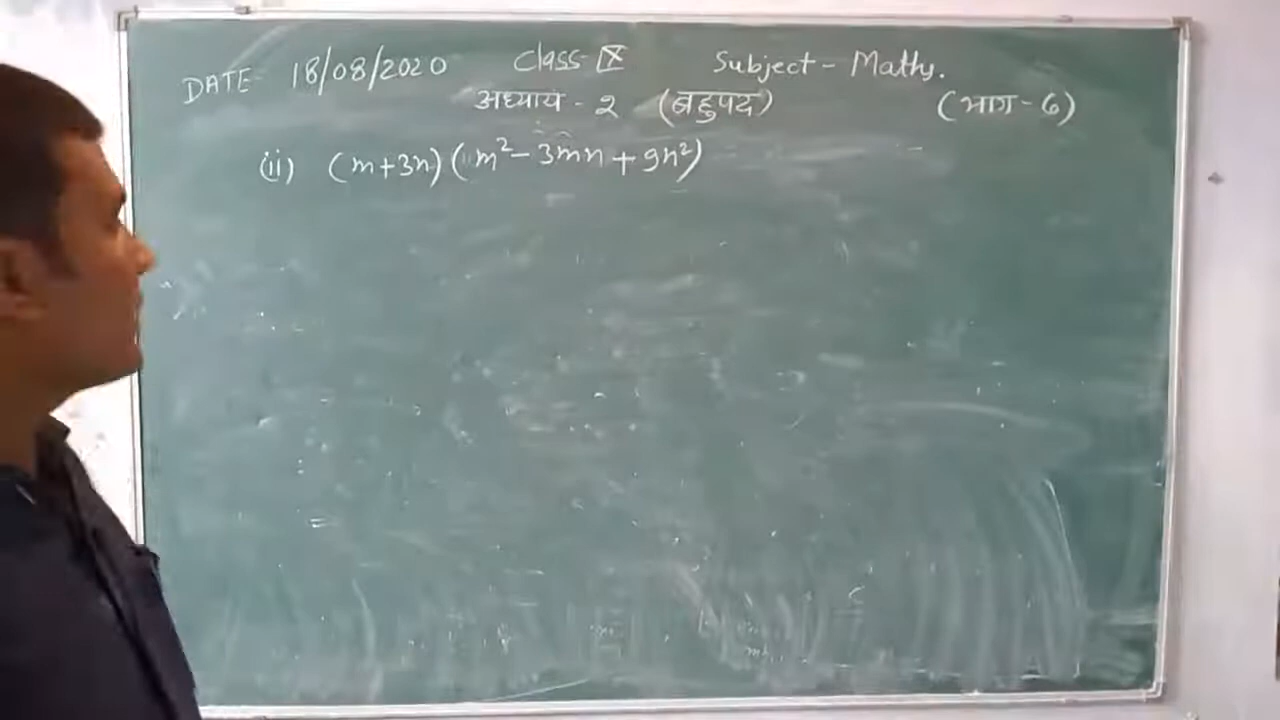 DATE- 18/08/2020 Class-IX Subject - Maths.
अध्याय - 2 (बहुपद) (भाग - 6)
(ii) (m+3n)(m²- 3mn + 9n²)